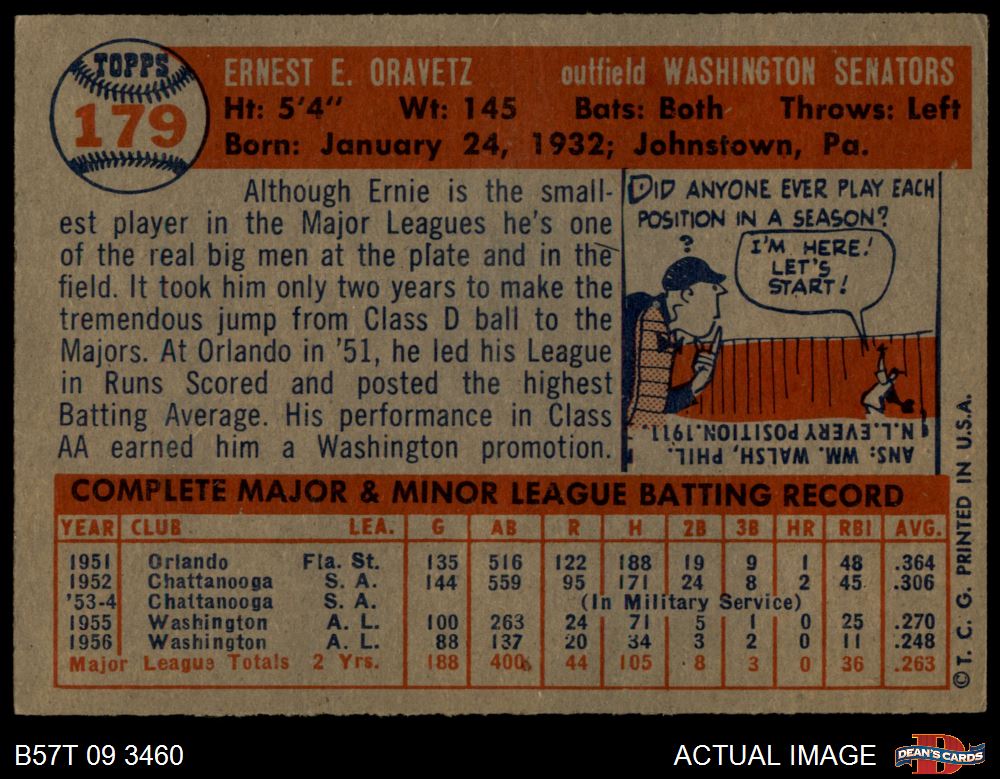 TOPPS
179
ERNEST E. ORAVETZ outfield WASHINGTON SENATORS
Ht: 5'4" Wt: 145 Bats: Both Throws: Left
Born: January 24, 1932; Johnstown, Pa.
Although Ernie is the small-
est player in the Major Leagues he's one
of the real big men at the plate and in the
field. It took him only two years to make the
tremendous jump from Class D ball to the
Majors. At Orlando in '51, he led his League
in Runs Scored and posted the highest
Batting Average. His performance in Class
AA earned him a Washington promotion.
DID ANYONE EVER PLAY EACH
POSITION IN A SEASON?
?
I'M HERE!
LET'S
START!
ANS: WM. WALSH, PHIL.
N.L. EVERY POSITION. 1911
COMPLETE MAJOR & MINOR LEAGUE BATTING RECORD
YEAR CLUB LEA. G AB R H 2B 3B HR RBI AVG.
1951 Orlando Fla. St. 135 516 122 188 19 9 1 48 .364
1952 Chattanooga S. A. 144 559 95 171 24 8 2 45 .306
'53-4 Chattanooga S. A. (In Military Service)
1955 Washington A. L. 100 263 24 71 5 1 0 25 .270
1956 Washington A. L. 88 137 20 34 3 2 0 11 .248
Major League Totals 2 Yrs. 188 400 44 105 8 3 0 36 .263
© T. C. G. PRINTED IN U.S.A.
B57T 09 3460
ACTUAL IMAGE
DEAN'S CARDS